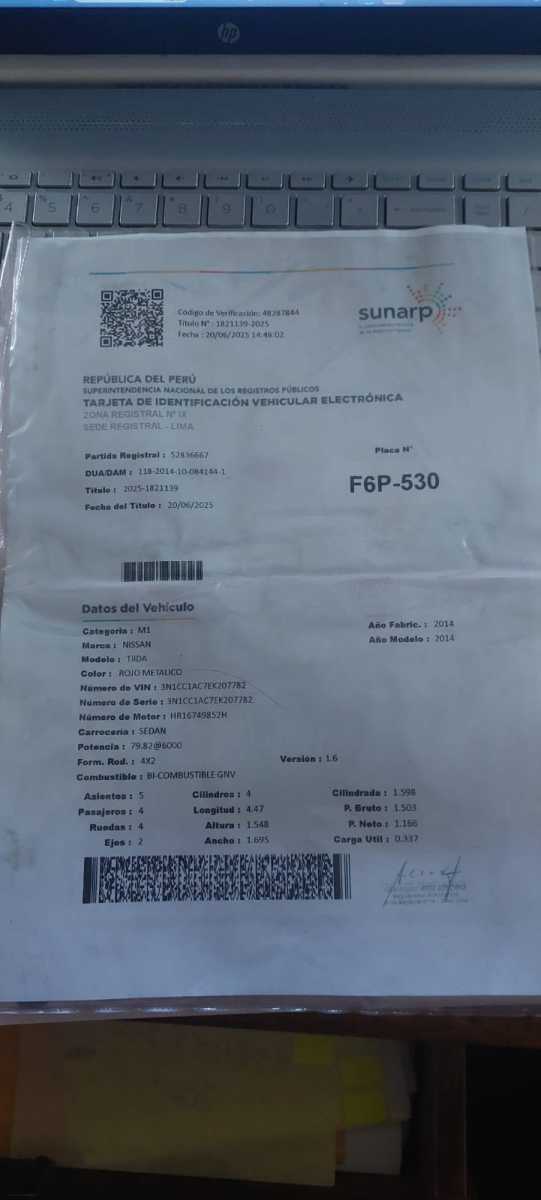 hp
4 5 6 7 8 9
Código de Verificación: 48287844
Título N° : 1821139-2025
Fecha : 20/06/2025 14:46:02
sunarp
REPÚBLICA DEL PERÚ
SUPERINTENDENCIA NACIONAL DE LOS REGISTROS PÚBLICOS
TARJETA DE IDENTIFICACIÓN VEHICULAR ELECTRÓNICA
ZONA REGISTRAL N° IX
SEDE REGISTRAL - LIMA
Partida Registral : 52836667
Placa N°
DUA/DAM : 118-2014-10-084144-1
F6P-530
Título : 2025-1821139
Fecha del Título : 20/06/2025
Datos del Vehículo
Categoría : M1
Año Fabric. : 2014
Marca : NISSAN
Año Modelo : 2014
Modelo : TIIDA
Color : ROJO METALICO
Número de VIN : 3N1CC1AC7EK207782
Número de Serie : 3N1CC1AC7EK207782
Número de Motor : HR16749852H
Carrocería : SEDAN
Potencia : 79.82@6000
Form. Rod. : 4X2
Versión : 1.6
Combustible : BI-COMBUSTIBLE GNV
Asientos : 5 Cilindros : 4 Cilindrada : 1.598
Pasajeros : 4 Longitud : 4.47 P. Bruto : 1.503
Ruedas : 4 Altura : 1.548 P. Neto : 1.166
Ejes : 2 Ancho : 1.695 Carga Util : 0.337